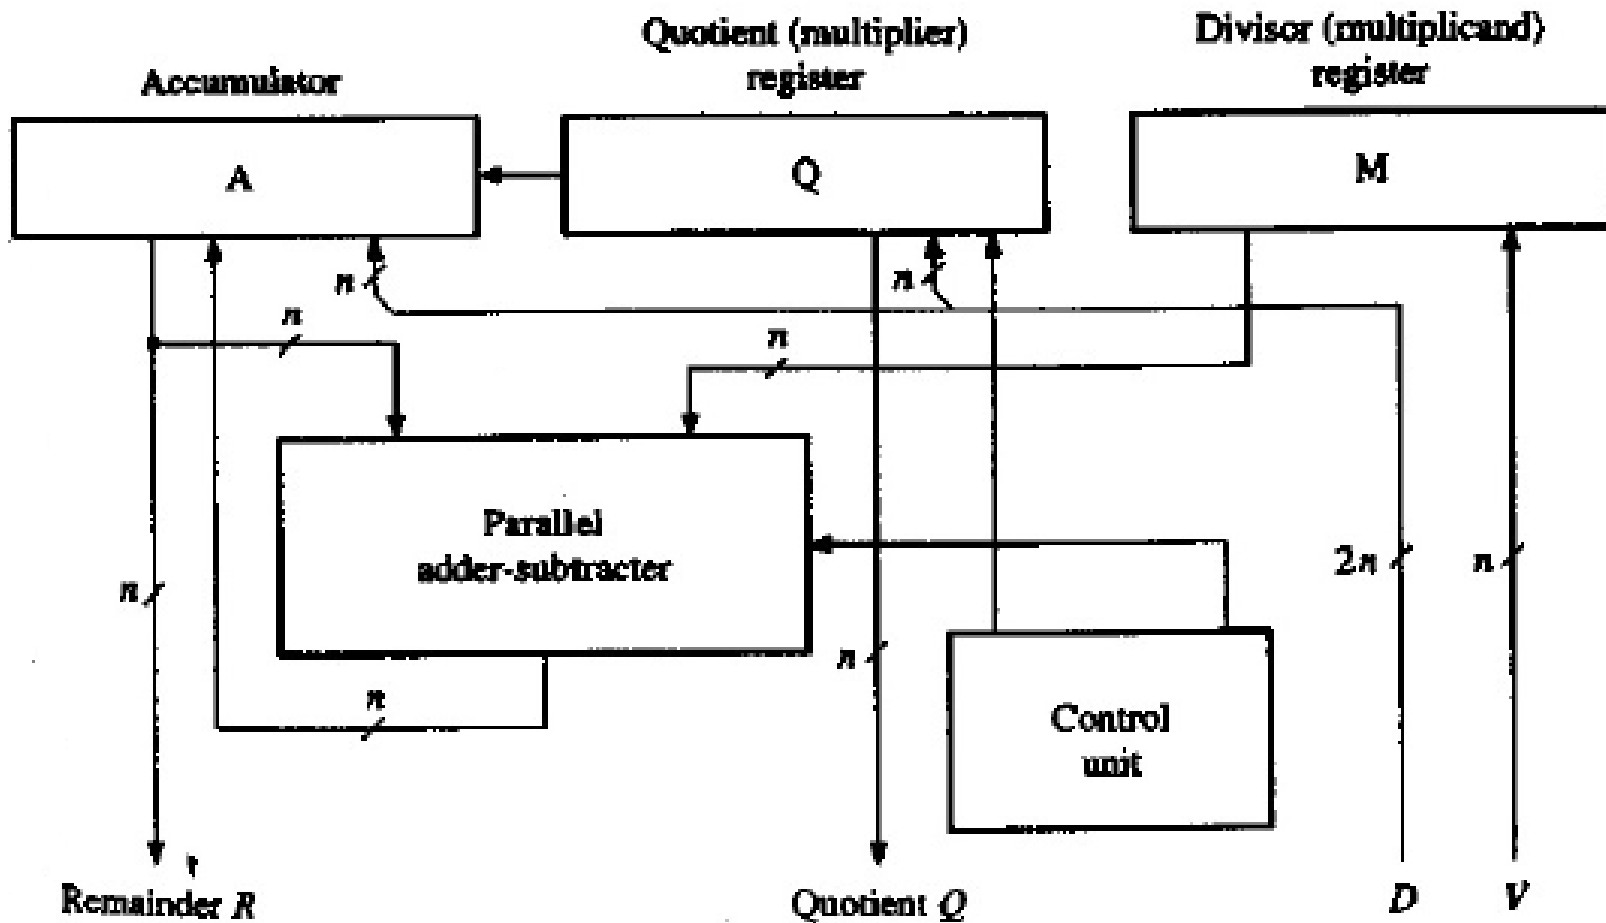 Quotient (multiplier)
register
Divisor (multiplicand)
register
Accumulator
A
Q
M
n
n
n
n
Parallel
adder-subtracter
n
2n
n
n
n
Control
unit
Remainder R
Quotient Q
D
V